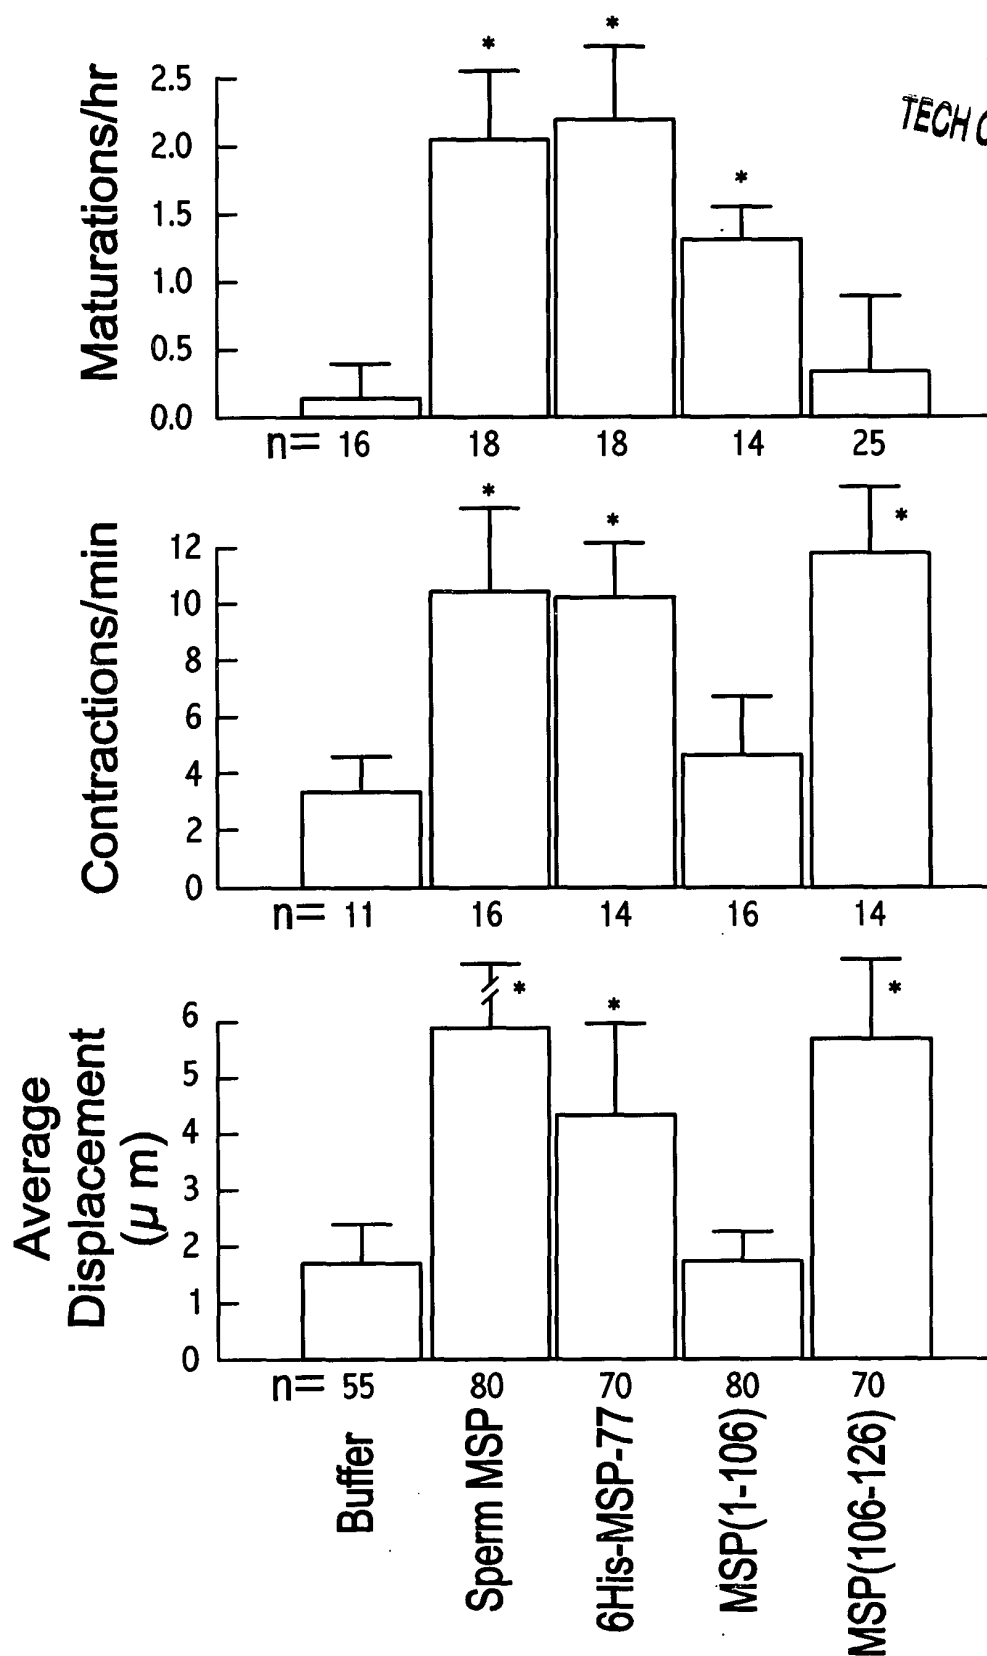 TECH C
Maturations/hr
2.5
2.0
1.5
1.0
0.5
0.0
* * *
n= 16 18 18 14 25
Contractions/min
12
10
8
6
4
2
0
* * *
n= 11 16 14 16 14
Average
Displacement
(μ m)
6
5
4
3
2
1
0
* * *
n= 55 80 70 80 70
Buffer
Sperm MSP
6His-MSP-77
MSP(1-106)
MSP(106-126)